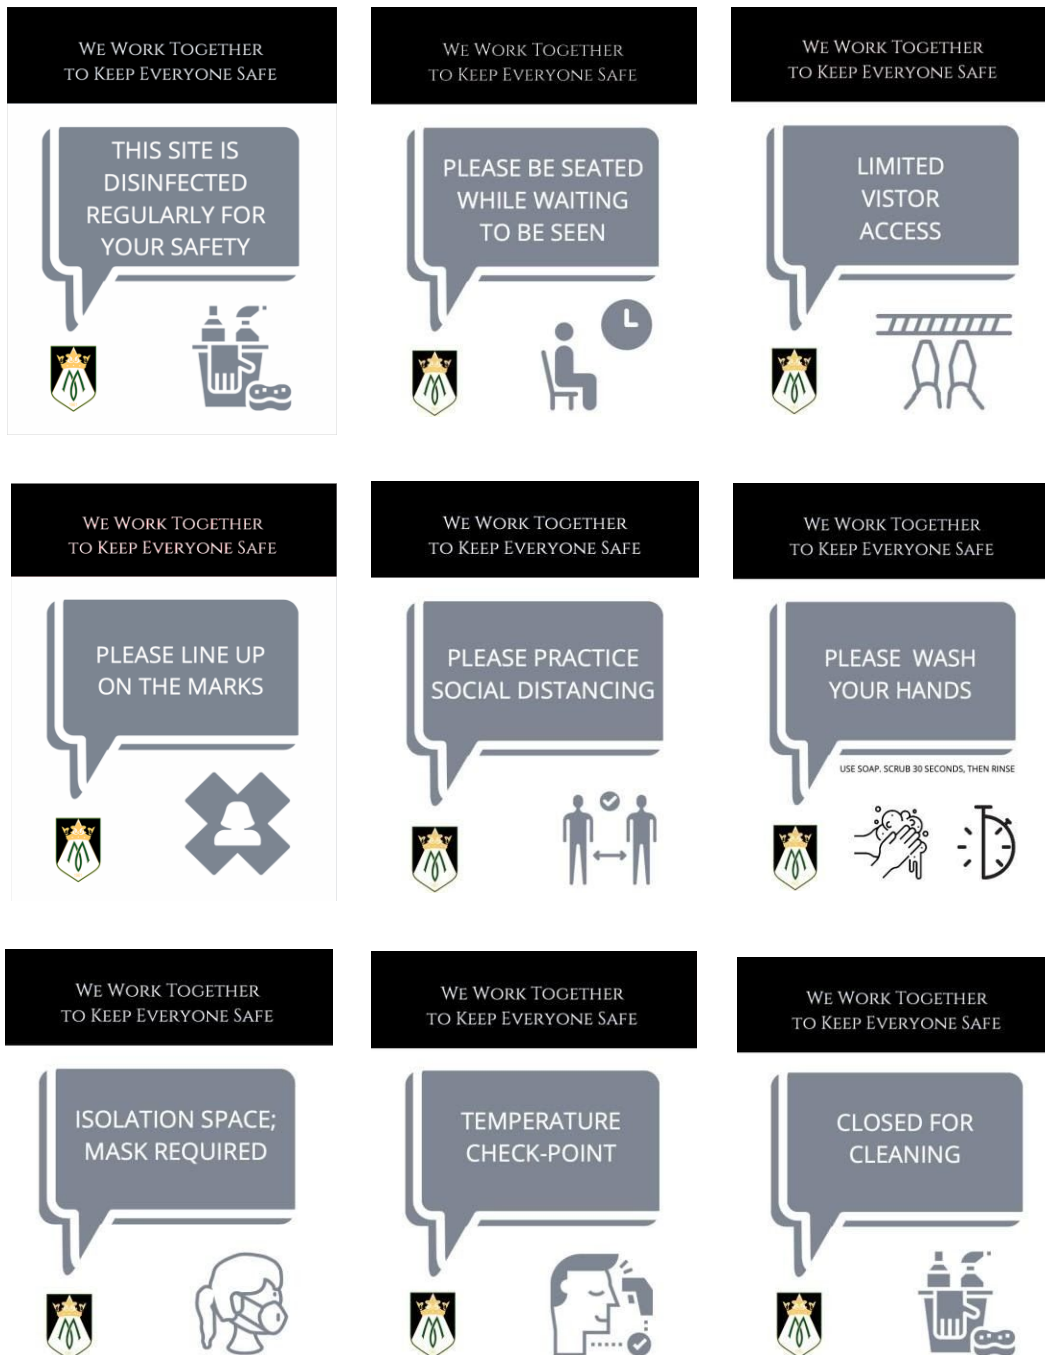 WE WORK TOGETHER
TO KEEP EVERYONE SAFE
THIS SITE IS
DISINFECTED
REGULARLY FOR
YOUR SAFETY
WE WORK TOGETHER
TO KEEP EVERYONE SAFE
PLEASE BE SEATED
WHILE WAITING
TO BE SEEN
WE WORK TOGETHER
TO KEEP EVERYONE SAFE
LIMITED
VISTOR
ACCESS
WE WORK TOGETHER
TO KEEP EVERYONE SAFE
PLEASE LINE UP
ON THE MARKS
WE WORK TOGETHER
TO KEEP EVERYONE SAFE
PLEASE PRACTICE
SOCIAL DISTANCING
WE WORK TOGETHER
TO KEEP EVERYONE SAFE
PLEASE WASH
YOUR HANDS
USE SOAP. SCRUB 30 SECONDS, THEN RINSE
WE WORK TOGETHER
TO KEEP EVERYONE SAFE
ISOLATION SPACE;
MASK REQUIRED
WE WORK TOGETHER
TO KEEP EVERYONE SAFE
TEMPERATURE
CHECK-POINT
WE WORK TOGETHER
TO KEEP EVERYONE SAFE
CLOSED FOR
CLEANING